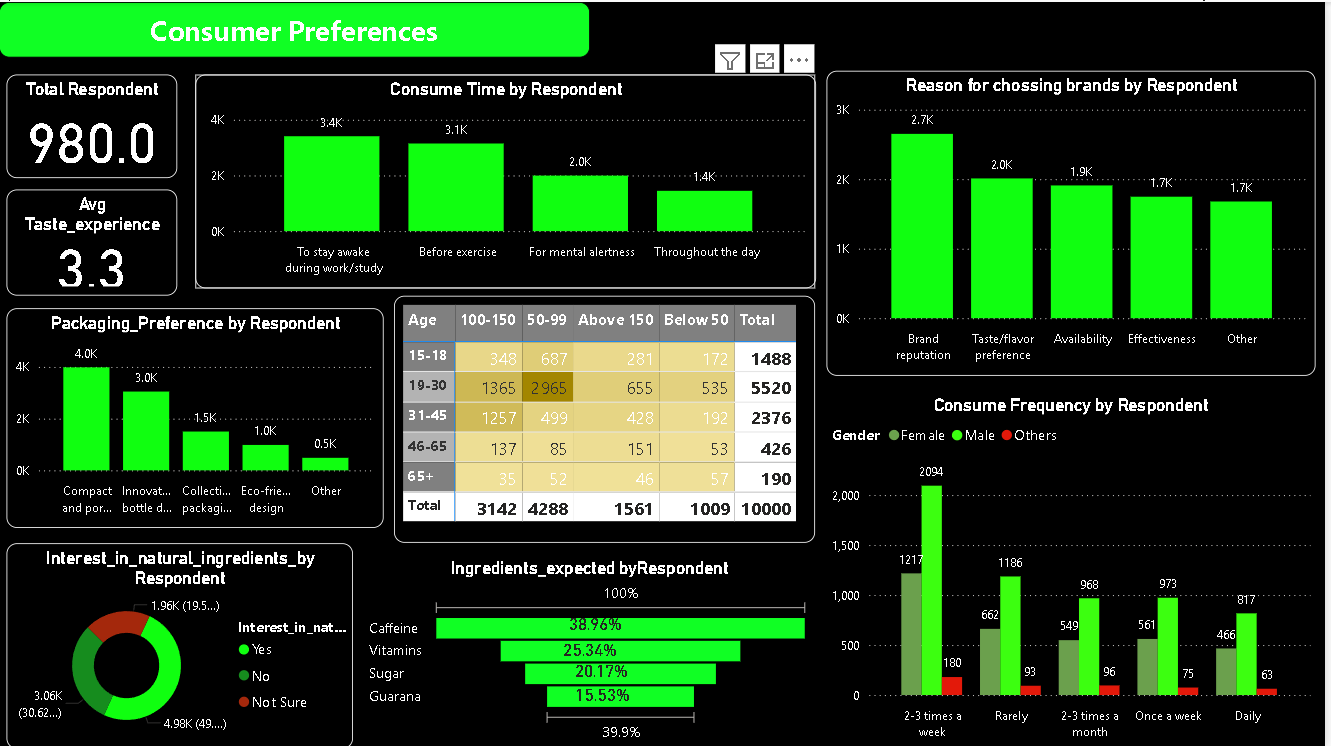 Consumer Preferences
Total Respondent
980.0
Avg
Taste_experience
3.3
Consume Time by Respondent
4K
2K
0K
3.4K
3.1K
2.0K
1.4K
To stay awake
during work/study
Before exercise
For mental alertness
Throughout the day
Reason for chossing brands by Respondent
3K
2K
1K
0K
2.7K
2.0K
1.9K
1.7K
1.7K
Brand
reputation
Taste/flavor
preference
Availability
Effectiveness
Other
Packaging_Preference by Respondent
4K
2K
0K
4.0K
3.0K
1.5K
1.0K
0.5K
Compact
and por...
Innovat...
bottle d...
Collecti...
packagi...
Eco-frie...
design
Other
Age 100-150 50-99 Above 150 Below 50 Total
15-18 348 687 281 172 1488
19-30 1365 2965 655 535 5520
31-45 1257 499 428 192 2376
46-65 137 85 151 53 426
65+ 35 52 46 57 190
Total 3142 4288 1561 1009 10000
Consume Frequency by Respondent
Gender Female Male Others
2,000
1,500
1,000
500
0
1217
2094
180
662
1186
93
549
968
96
561
973
75
466
817
63
2-3 times a
week
Rarely
2-3 times a
month
Once a week
Daily
Interest_in_natural_ingredients_by
Respondent
1.96K (19.5...)
3.06K
(30.62...)
4.98K (49....)
Interest_in_nat...
Yes
No
Not Sure
Ingredients_expected byRespondent
100%
Caffeine 38.96%
Vitamins 25.34%
Sugar 20.17%
Guarana 15.53%
39.9%